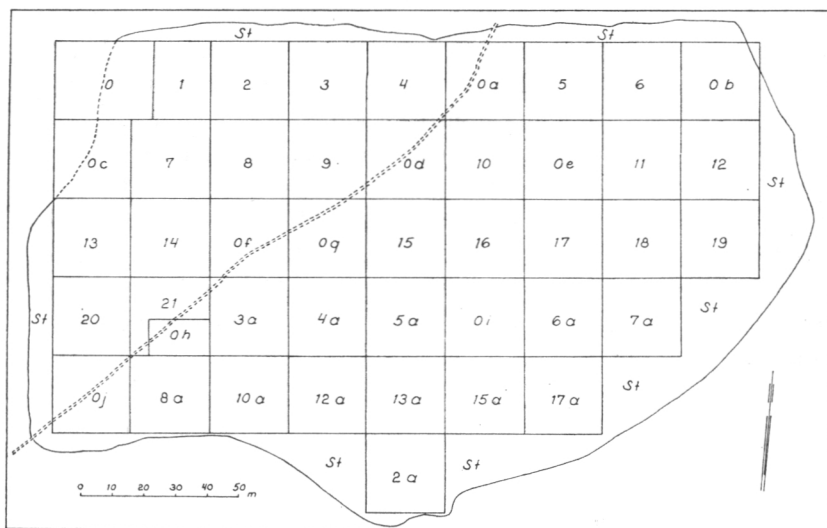 St St
0 1 2 3 4 0a 5 6 0b
0c 7 8 9 0d 10 0e 11 12
St
13 14 0f 0g 15 16 17 18 19
St 20 21 3a 4a 5a 0i 6a 7a St
0h
0j 8a 10a 12a 13a 15a 17a St
St 2a St
0 10 20 30 40 50 m